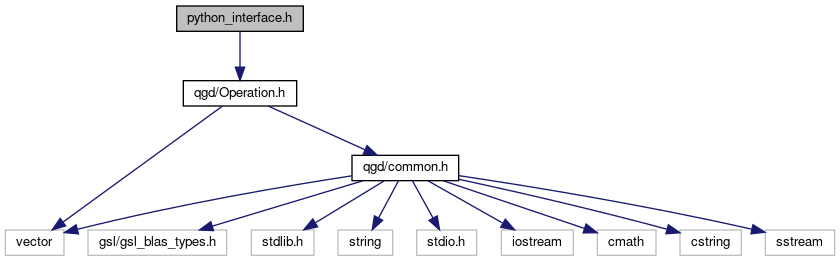 python_interface.h
qgd/Operation.h
qgd/common.h
vector
gsl/gsl_blas_types.h
stdlib.h
string
stdio.h
iostream
cmath
cstring
sstream